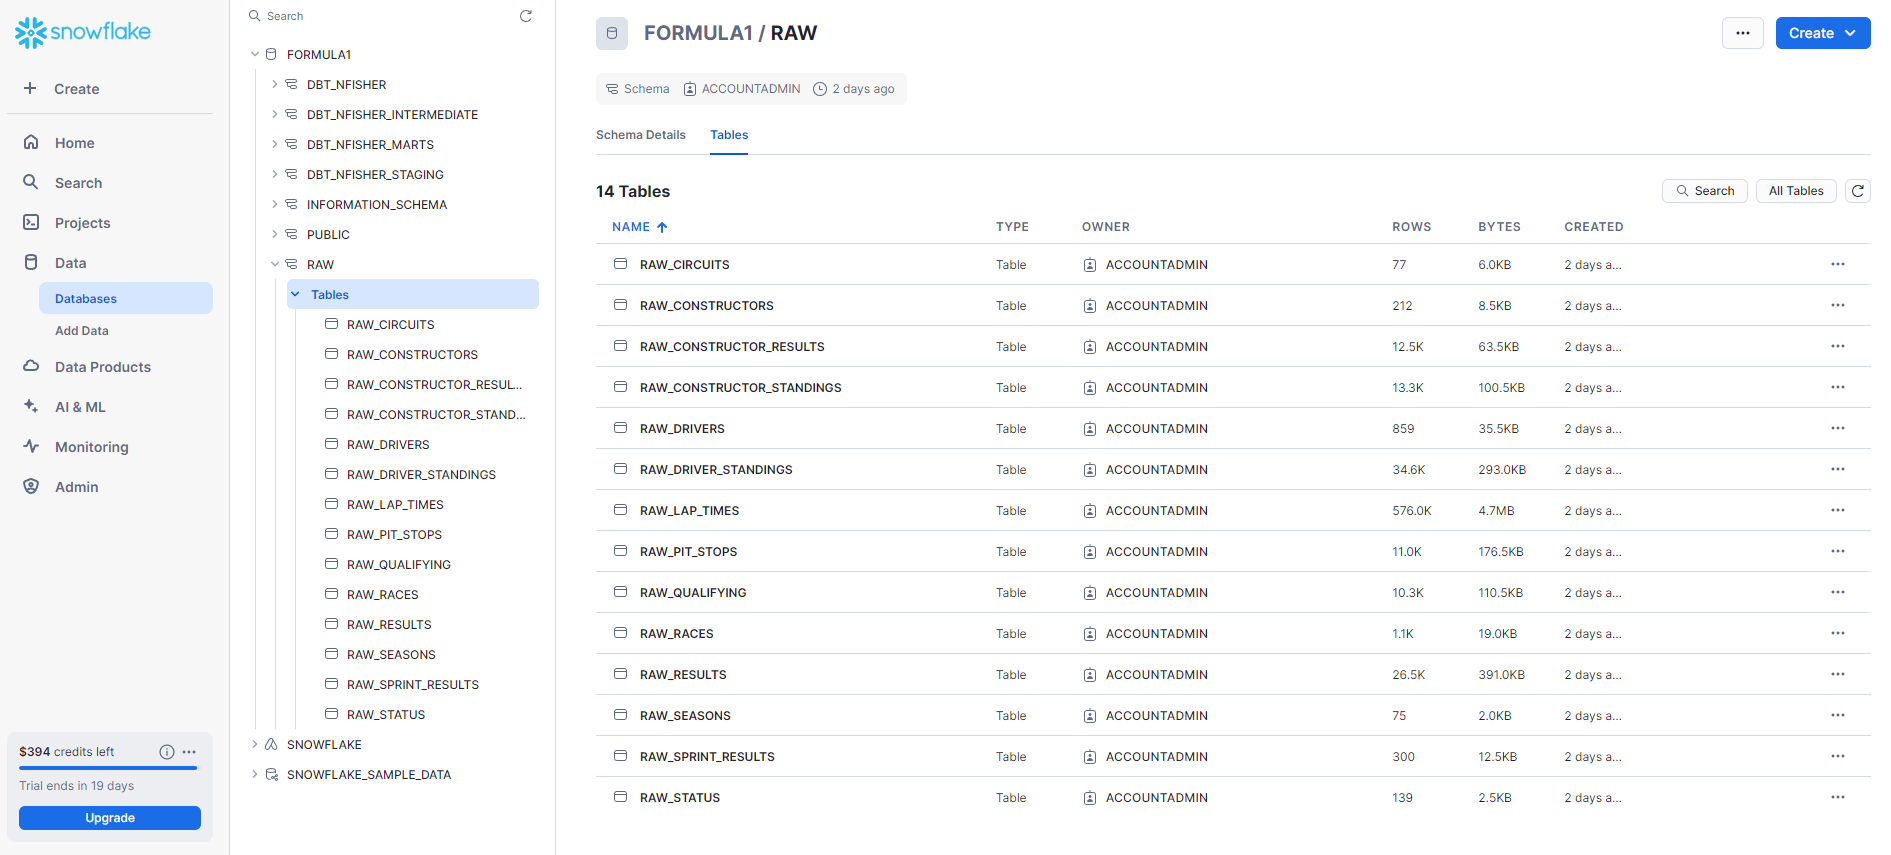 snowflake
Create
Home
Search
Projects
Data
Databases
Add Data
Data Products
AI & ML
Monitoring
Admin
$394 credits left
Trial ends in 19 days
Upgrade
Search
FORMULA1
DBT_NFISHER
DBT_NFISHER_INTERMEDIATE
DBT_NFISHER_MARTS
DBT_NFISHER_STAGING
INFORMATION_SCHEMA
PUBLIC
RAW
Tables
RAW_CIRCUITS
RAW_CONSTRUCTORS
RAW_CONSTRUCTOR_RESUL...
RAW_CONSTRUCTOR_STAND...
RAW_DRIVERS
RAW_DRIVER_STANDINGS
RAW_LAP_TIMES
RAW_PIT_STOPS
RAW_QUALIFYING
RAW_RACES
RAW_RESULTS
RAW_SEASONS
RAW_SPRINT_RESULTS
RAW_STATUS
SNOWFLAKE
SNOWFLAKE_SAMPLE_DATA
FORMULA1 / RAW
... Create
Schema ACCOUNTADMIN 2 days ago
Schema Details Tables
14 Tables
Search All Tables
NAME TYPE OWNER ROWS BYTES CREATED
RAW_CIRCUITS Table ACCOUNTADMIN 77 6.0KB 2 days a...
RAW_CONSTRUCTORS Table ACCOUNTADMIN 212 8.5KB 2 days a...
RAW_CONSTRUCTOR_RESULTS Table ACCOUNTADMIN 12.5K 63.5KB 2 days a...
RAW_CONSTRUCTOR_STANDINGS Table ACCOUNTADMIN 13.3K 100.5KB 2 days a...
RAW_DRIVERS Table ACCOUNTADMIN 859 35.5KB 2 days a...
RAW_DRIVER_STANDINGS Table ACCOUNTADMIN 34.6K 293.0KB 2 days a...
RAW_LAP_TIMES Table ACCOUNTADMIN 576.0K 4.7MB 2 days a...
RAW_PIT_STOPS Table ACCOUNTADMIN 11.0K 176.5KB 2 days a...
RAW_QUALIFYING Table ACCOUNTADMIN 10.3K 110.5KB 2 days a...
RAW_RACES Table ACCOUNTADMIN 1.1K 19.0KB 2 days a...
RAW_RESULTS Table ACCOUNTADMIN 26.5K 391.0KB 2 days a...
RAW_SEASONS Table ACCOUNTADMIN 75 2.0KB 2 days a...
RAW_SPRINT_RESULTS Table ACCOUNTADMIN 300 12.5KB 2 days a...
RAW_STATUS Table ACCOUNTADMIN 139 2.5KB 2 days a...